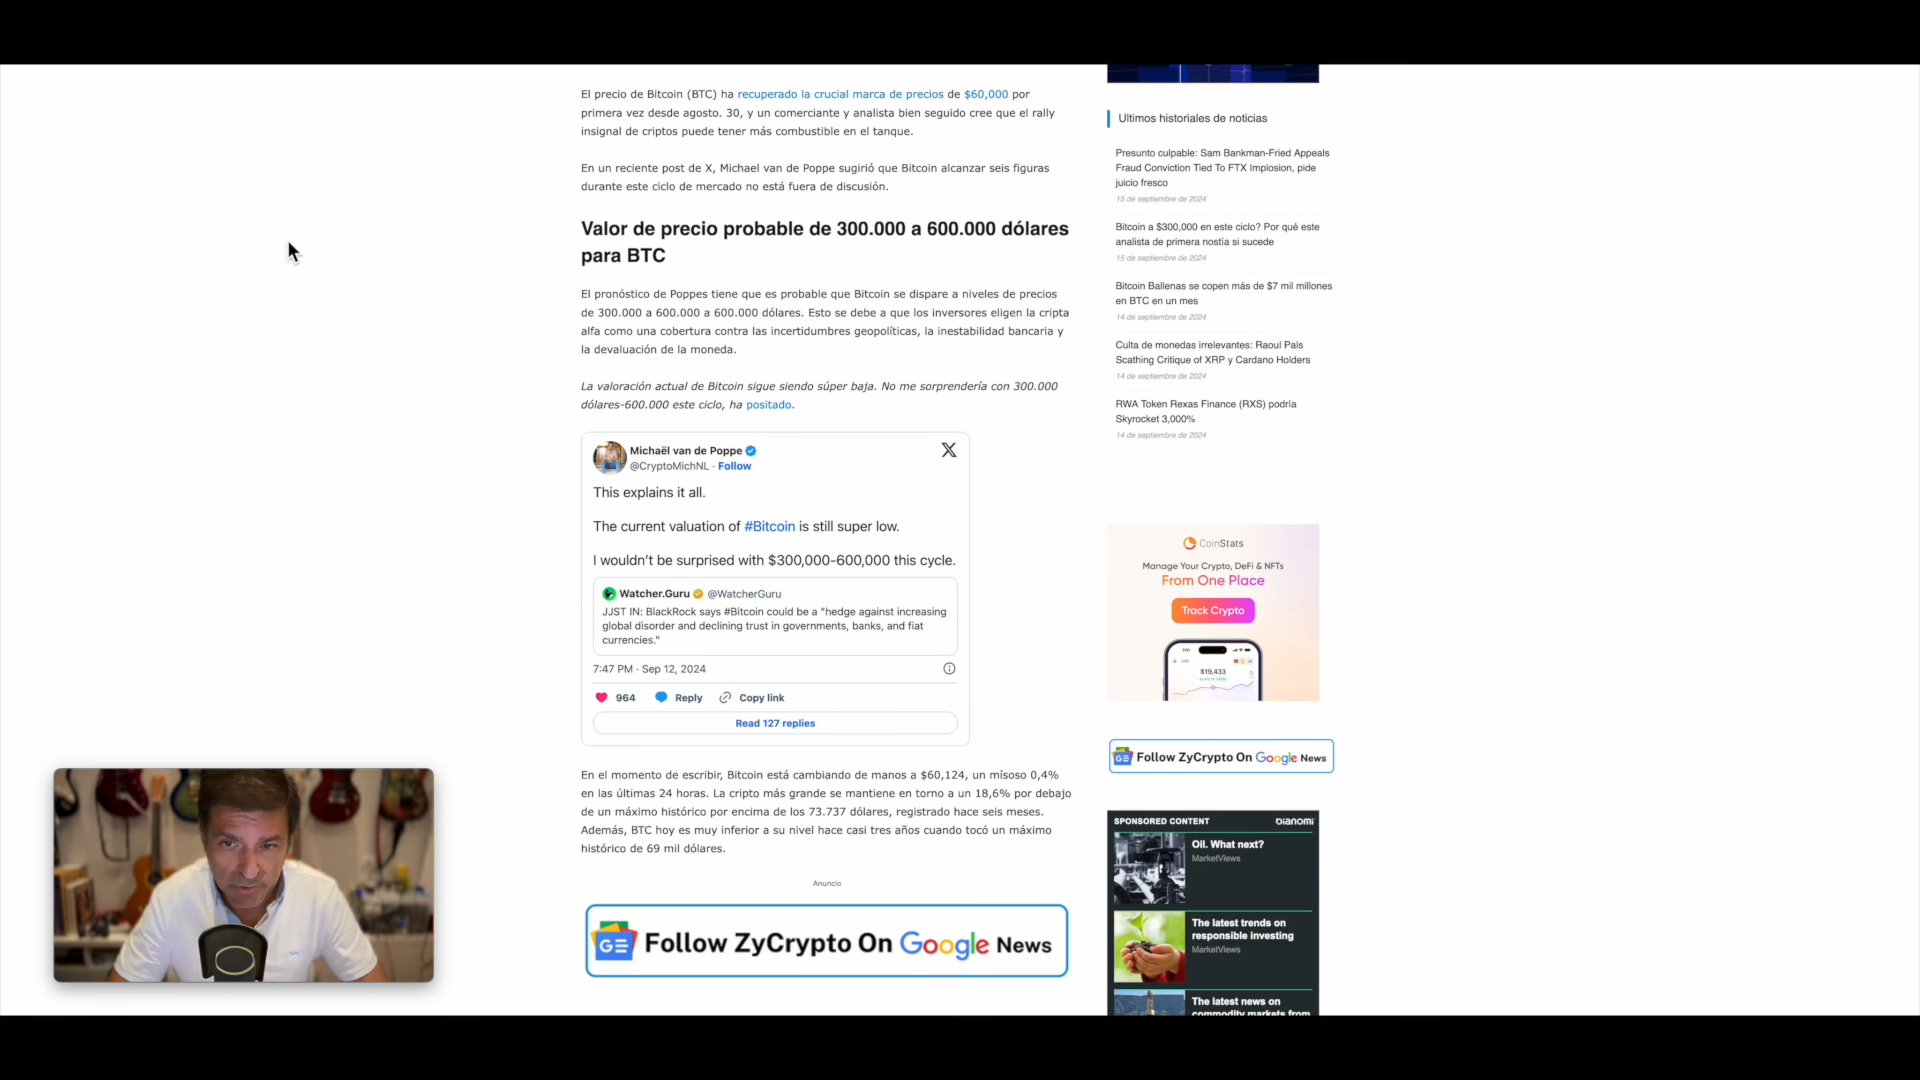 El precio de Bitcoin (BTC) ha recuperado la crucial marca de precios de $60,000 por
primera vez desde agosto. 30, y un comerciante y analista bien seguido cree que el rally
insignal de criptos puede tener más combustible en el tanque.
En un reciente post de X, Michael van de Poppe sugirió que Bitcoin alcanzar seis figuras
durante este ciclo de mercado no está fuera de discusión.
Valor de precio probable de 300.000 a 600.000 dólares
para BTC
El pronóstico de Poppes tiene que es probable que Bitcoin se dispare a niveles de precios
de 300.000 a 600.000 a 600.000 dólares. Esto se debe a que los inversores eligen la cripta
alfa como una cobertura contra las incertidumbres geopolíticas, la inestabilidad bancaria y
la devaluación de la moneda.
La valoración actual de Bitcoin sigue siendo súper baja. No me sorprendería con 300.000
dólares-600.000 este ciclo, ha positado.
Michaël van de Poppe
@CryptoMichNL · Follow
This explains it all.
The current valuation of #Bitcoin is still super low.
I wouldn't be surprised with $300,000-600,000 this cycle.
Watcher.Guru @WatcherGuru
JJST IN: BlackRock says #Bitcoin could be a "hedge against increasing
global disorder and declining trust in governments, banks, and fiat
currencies."
7:47 PM · Sep 12, 2024
964 Reply Copy link
Read 127 replies
En el momento de escribir, Bitcoin está cambiando de manos a $60,124, un mísoso 0,4%
en las últimas 24 horas. La cripto más grande se mantiene en torno a un 18,6% por debajo
de un máximo histórico por encima de los 73.737 dólares, registrado hace seis meses.
Además, BTC hoy es muy inferior a su nivel hace casi tres años cuando tocó un máximo
histórico de 69 mil dólares.
Anuncio
GE Follow ZyCrypto On Google News
Ultimos historiales de noticias
Presunto culpable: Sam Bankman-Fried Appeals
Fraud Conviction Tied To FTX Implosion, pide
juicio fresco
15 de septiembre de 2024
Bitcoin a $300,000 en este ciclo? Por qué este
analista de primera nostía si sucede
15 de septiembre de 2024
Bitcoin Ballenas se copen más de $7 mil millones
en BTC en un mes
14 de septiembre de 2024
Culta de monedas irrelevantes: Raoul Pals
Scathing Critique of XRP y Cardano Holders
14 de septiembre de 2024
RWA Token Rexas Finance (RXS) podría
Skyrocket 3,000%
14 de septiembre de 2024
CoinStats
Manage Your Crypto, DeFi & NFTs
From One Place
Track Crypto
$19,433
GE Follow ZyCrypto On Google News
SPONSORED CONTENT bianomi
Oil. What next?
MarketViews
The latest trends on
responsible investing
MarketViews
The latest news on
commodity markets from